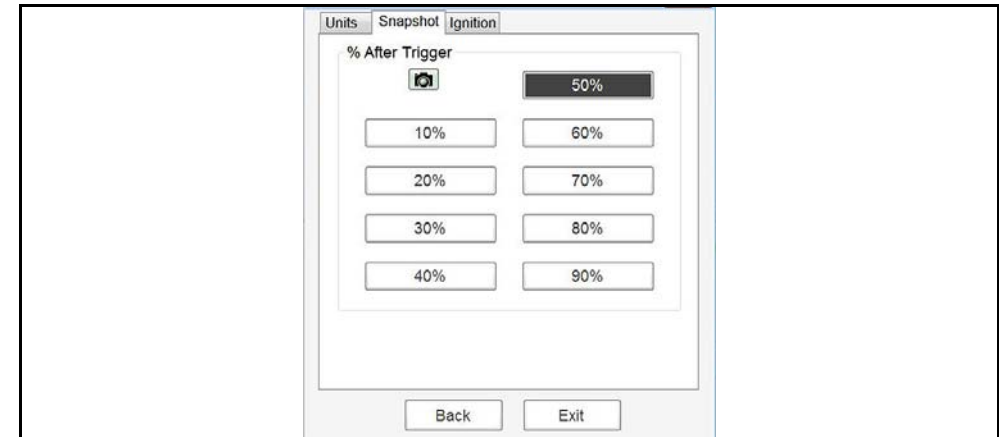 Units Snapshot Ignition
% After Trigger
50%
10% 60%
20% 70%
30% 80%
40% 90%
Back Exit